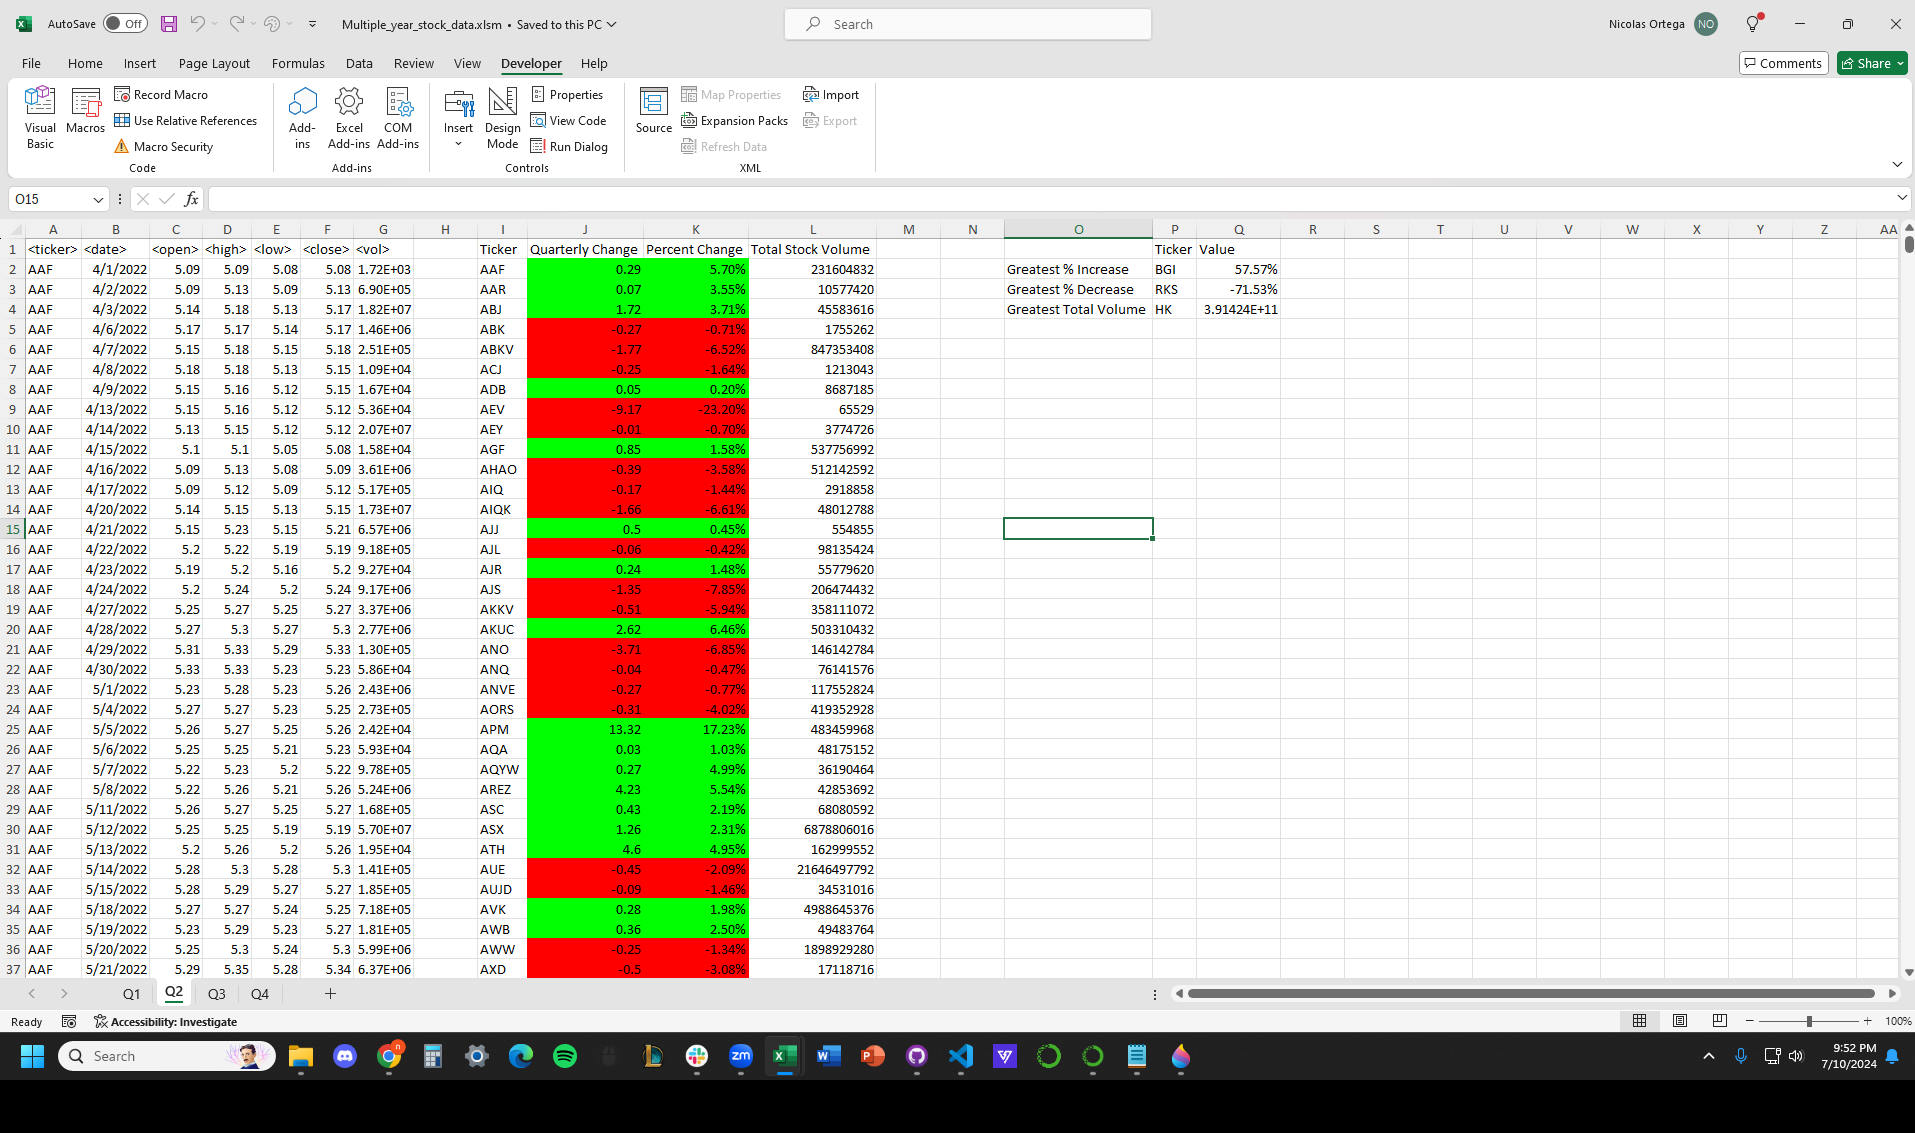 AutoSave Off Multiple_year_stock_data.xlsm • Saved to this PC Search Nicolas Ortega NO
File Home Insert Page Layout Formulas Data Review View Developer Help Comments Share
Visual Basic
Macros
Record Macro
Use Relative References
Macro Security
Code
Add-ins
Excel Add-ins
COM Add-ins
Add-ins
Insert
Design Mode
Properties
View Code
Run Dialog
Controls
Source
Map Properties
Expansion Packs
Refresh Data
Import
Export
XML
O15 fx
A B C D E F G H I J K L M N O P Q R S T U V W X Y Z AA
1 <ticker> <date> <open> <high> <low> <close> <vol> Ticker Quarterly Change Percent Change Total Stock Volume Ticker Value
2 AAF 4/1/2022 5.09 5.09 5.08 5.08 1.72E+03 AAF 0.29 5.70% 231604832 Greatest % Increase BGI 57.57%
3 AAF 4/2/2022 5.09 5.13 5.09 5.13 6.90E+05 AAR 0.07 3.55% 10577420 Greatest % Decrease RKS -71.53%
4 AAF 4/3/2022 5.14 5.18 5.13 5.17 1.82E+07 ABJ 1.72 3.71% 45583616 Greatest Total Volume HK 3.91424E+11
5 AAF 4/6/2022 5.17 5.17 5.14 5.17 1.46E+06 ABK -0.27 -0.71% 1755262
6 AAF 4/7/2022 5.15 5.18 5.15 5.18 2.51E+05 ABKV -1.77 -6.52% 847353408
7 AAF 4/8/2022 5.18 5.18 5.13 5.15 1.09E+04 ACJ -0.25 -1.64% 1213043
8 AAF 4/9/2022 5.15 5.16 5.12 5.15 1.67E+04 ADB 0.05 0.20% 8687185
9 AAF 4/13/2022 5.15 5.16 5.12 5.12 5.36E+04 AEV -9.17 -23.20% 65529
10 AAF 4/14/2022 5.13 5.15 5.12 5.12 2.07E+07 AEY -0.01 -0.70% 3774726
11 AAF 4/15/2022 5.1 5.1 5.05 5.08 1.58E+04 AGF 0.85 1.58% 537756992
12 AAF 4/16/2022 5.09 5.13 5.08 5.09 3.61E+06 AHAO -0.39 -3.58% 512142592
13 AAF 4/17/2022 5.09 5.12 5.09 5.12 5.17E+05 AIQ -0.17 -1.44% 2918858
14 AAF 4/20/2022 5.14 5.15 5.13 5.15 1.73E+07 AIQK -1.66 -6.61% 48012788
15 AAF 4/21/2022 5.15 5.23 5.15 5.21 6.57E+06 AJJ 0.5 0.45% 554855
16 AAF 4/22/2022 5.2 5.22 5.19 5.19 9.18E+05 AJL -0.06 -0.42% 98135424
17 AAF 4/23/2022 5.19 5.2 5.16 5.2 9.27E+04 AJR 0.24 1.48% 55779620
18 AAF 4/24/2022 5.2 5.24 5.2 5.24 9.17E+06 AJS -1.35 -7.85% 206474432
19 AAF 4/27/2022 5.25 5.27 5.25 5.27 3.37E+06 AKKV -0.51 -5.94% 358111072
20 AAF 4/28/2022 5.27 5.3 5.27 5.3 2.77E+06 AKUC 2.62 6.46% 503310432
21 AAF 4/29/2022 5.31 5.33 5.29 5.33 1.30E+05 ANO -3.71 -6.85% 146142784
22 AAF 4/30/2022 5.33 5.33 5.23 5.23 5.86E+04 ANQ -0.04 -0.47% 76141576
23 AAF 5/1/2022 5.23 5.28 5.23 5.26 2.43E+06 ANVE -0.27 -0.77% 117552824
24 AAF 5/4/2022 5.27 5.27 5.23 5.25 2.73E+05 AORS -0.31 -4.02% 419352928
25 AAF 5/5/2022 5.26 5.27 5.25 5.26 2.42E+04 APM 13.32 17.23% 483459968
26 AAF 5/6/2022 5.25 5.25 5.21 5.23 5.93E+04 AQA 0.03 1.03% 48175152
27 AAF 5/7/2022 5.22 5.23 5.2 5.22 9.78E+05 AQYW 0.27 4.99% 36190464
28 AAF 5/8/2022 5.22 5.26 5.21 5.26 5.24E+06 AREZ 4.23 5.54% 42853692
29 AAF 5/11/2022 5.26 5.27 5.25 5.27 1.68E+05 ASC 0.43 2.19% 68080592
30 AAF 5/12/2022 5.25 5.25 5.19 5.19 5.70E+07 ASX 1.26 2.31% 6878806016
31 AAF 5/13/2022 5.2 5.26 5.2 5.26 1.95E+04 ATH 4.6 4.95% 162999552
32 AAF 5/14/2022 5.28 5.3 5.28 5.3 1.41E+05 AUE -0.45 -2.09% 21646497792
33 AAF 5/15/2022 5.28 5.29 5.27 5.27 1.85E+05 AUJD -0.09 -1.46% 34531016
34 AAF 5/18/2022 5.27 5.27 5.24 5.25 7.18E+05 AVK 0.28 1.98% 4988645376
35 AAF 5/19/2022 5.23 5.29 5.23 5.27 1.81E+05 AWB 0.36 2.50% 49483764
36 AAF 5/20/2022 5.25 5.3 5.24 5.3 5.99E+06 AWW -0.25 -1.34% 1898929280
37 AAF 5/21/2022 5.29 5.35 5.28 5.34 6.37E+06 AXD -0.5 -3.08% 17118716
Q1 Q2 Q3 Q4
Ready Accessibility: Investigate 100%
Search zm 9:52 PM
7/10/2024